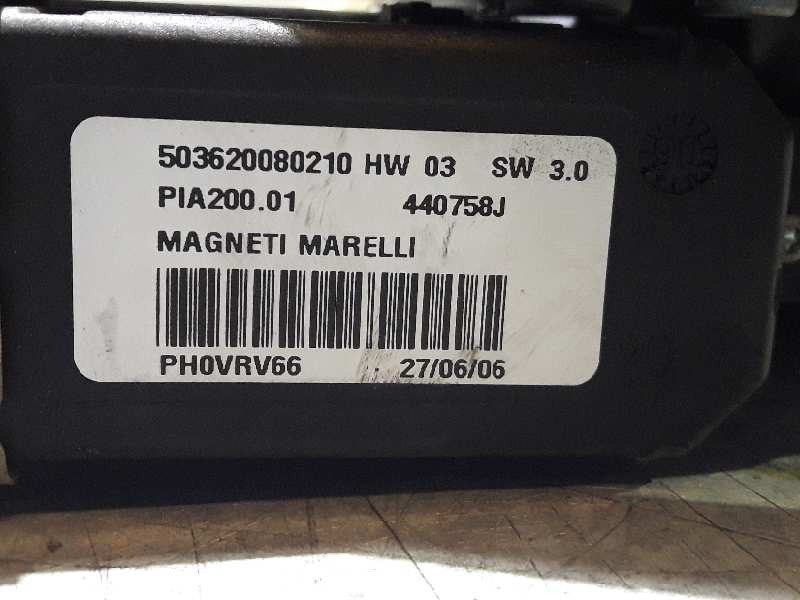 503620080210 HW 03 SW 3.0
PIA200.01 440758J
MAGNETI MARELLI
PH0VRV66 27/06/06